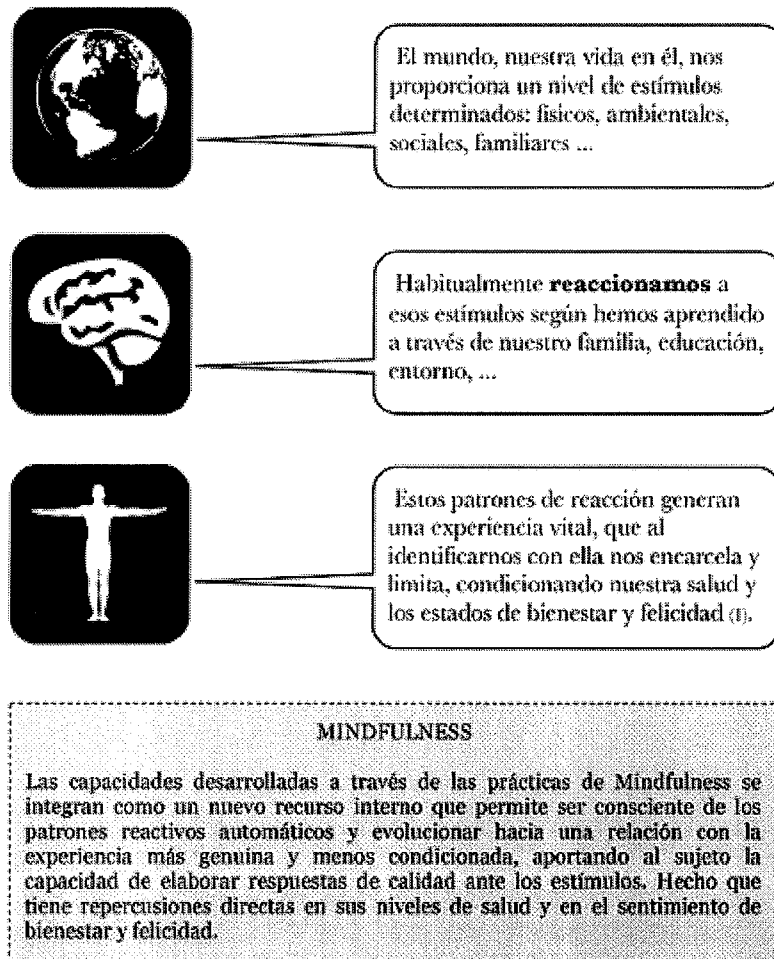 El mundo, nuestra vida en él, nos
proporciona un nivel de estímulos
determinados: físicos, ambientales,
sociales, familiares ...
Habitualmente reaccionamos a
esos estímulos según hemos aprendido
a través de nuestro familia, educación,
entorno, ...
Estos patrones de reacción generan
una experiencia vital, que al
identificarnos con ella nos encarcela y
limita, condicionando nuestra salud y
los estados de bienestar y felicidad (1).
MINDFULNESS
Las capacidades desarrolladas a través de las prácticas de Mindfulness se
integran como un nuevo recurso interno que permite ser consciente de los
patrones reactivos automáticos y evolucionar hacia una relación con la
experiencia más genuina y menos condicionada, aportando al sujeto la
capacidad de elaborar respuestas de calidad ante los estímulos. Hecho que
tiene repercusiones directas en sus niveles de salud y en el sentimiento de
bienestar y felicidad.